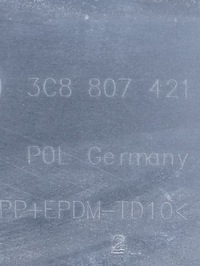 3C8 807 421
POL Germany
PP+EPDM-TD10<
2